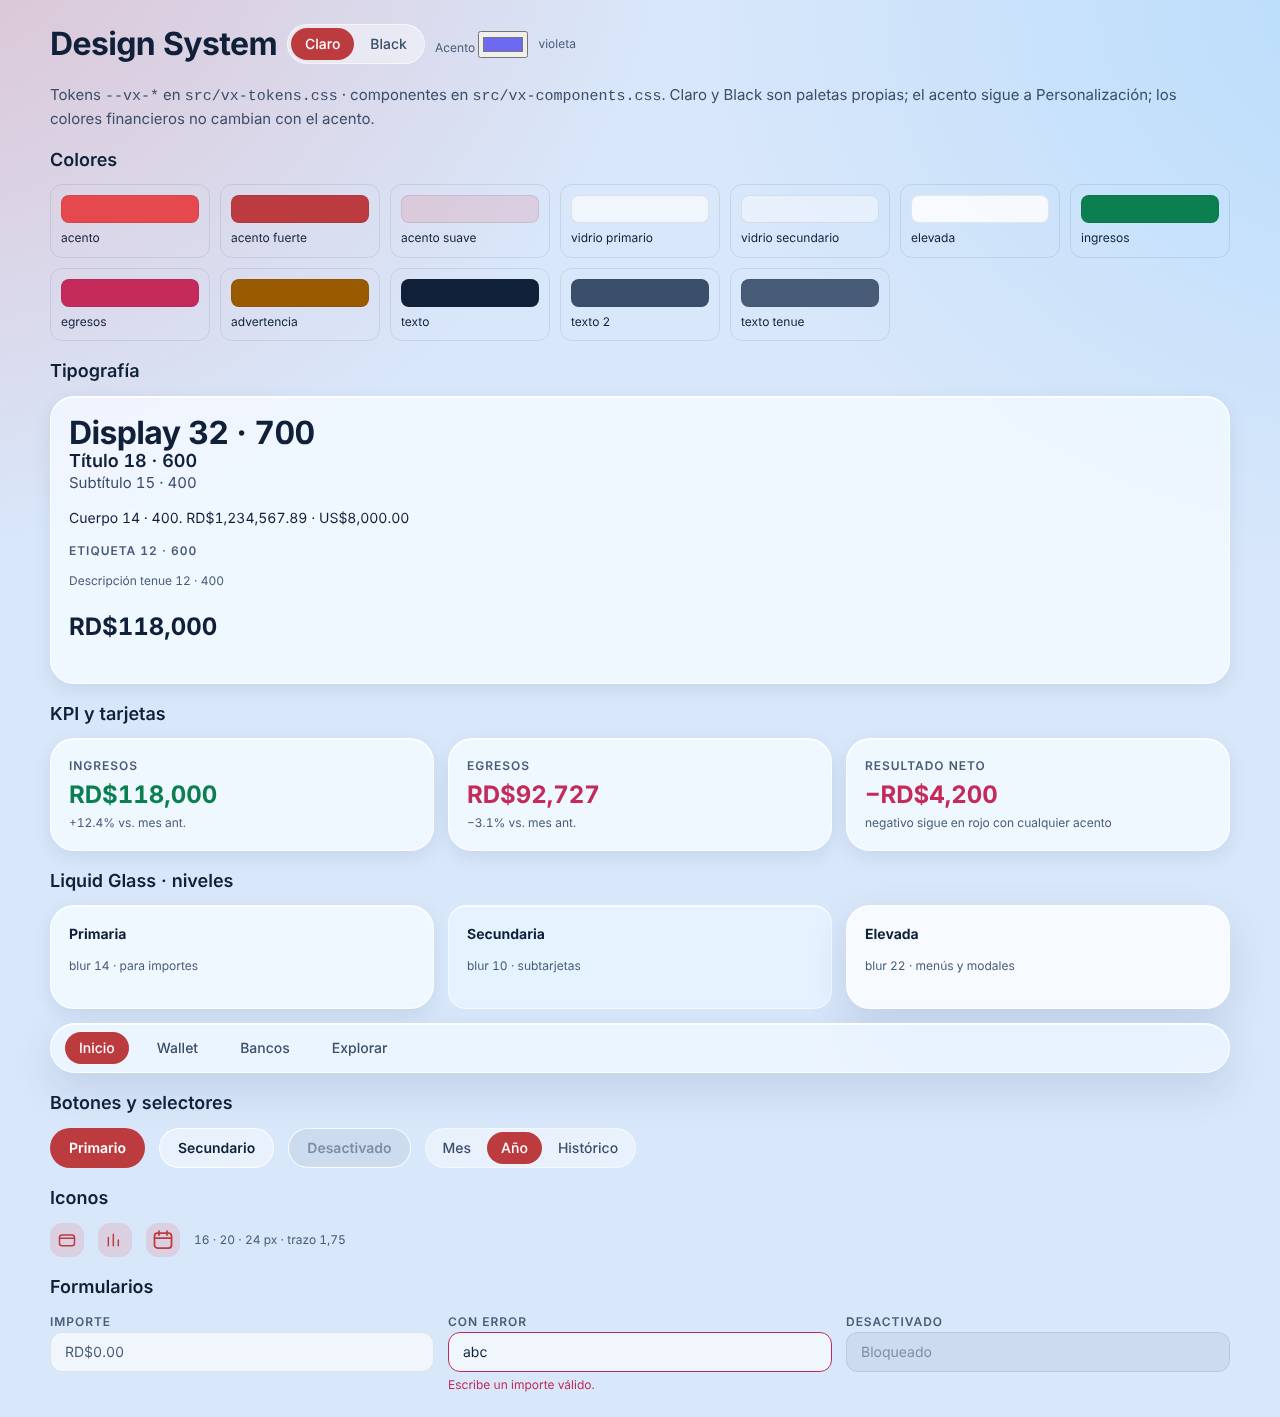 Design System Claro Black Acento violeta
Tokens --vx-* en src/vx-tokens.css · componentes en src/vx-components.css. Claro y Black son paletas propias; el acento sigue a Personalización; los
colores financieros no cambian con el acento.
Colores
acento acento fuerte acento suave vidrio primario vidrio secundario elevada ingresos
egresos advertencia texto texto 2 texto tenue
Tipografía
Display 32 · 700
Título 18 · 600
Subtítulo 15 · 400
Cuerpo 14 · 400. RD$1,234,567.89 · US$8,000.00
ETIQUETA 12 · 600
Descripción tenue 12 · 400
RD$118,000
KPI y tarjetas
INGRESOS EGRESOS RESULTADO NETO
RD$118,000 RD$92,727 −RD$4,200
+12.4% vs. mes ant. −3.1% vs. mes ant. negativo sigue en rojo con cualquier acento
Liquid Glass · niveles
Primaria Secundaria Elevada
blur 14 · para importes blur 10 · subtarjetas blur 22 · menús y modales
Inicio Wallet Bancos Explorar
Botones y selectores
Primario Secundario Desactivado Mes Año Histórico
Iconos
16 · 20 · 24 px · trazo 1,75
Formularios
IMPORTE CON ERROR DESACTIVADO
RD$0.00 abc Bloqueado
Escribe un importe válido.